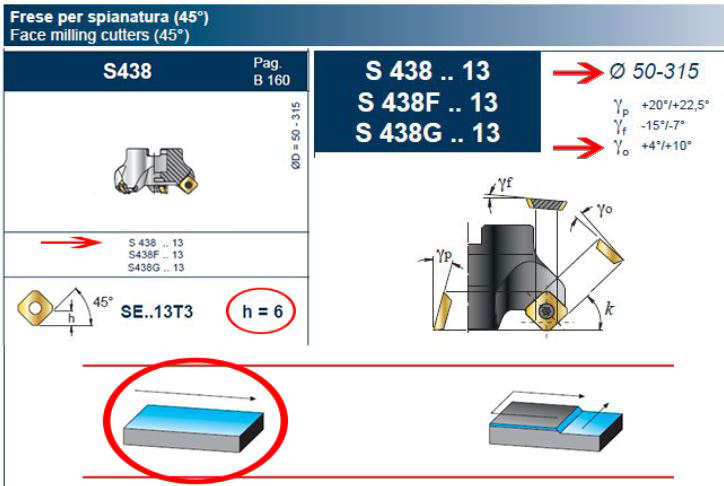 Frese per spianatura (45°)
Face milling cutters (45°)
S438
Pag.
B 160
ØD = 50 - 315
S 438 .. 13
S438F .. 13
S438G .. 13
45°
h
SE..13T3
h = 6
S 438 .. 13
S 438F .. 13
S 438G .. 13
Ø 50-315
γp +20°/+22,5°
γf -15°/-7°
γo +4°/+10°
γf
γo
γp
k